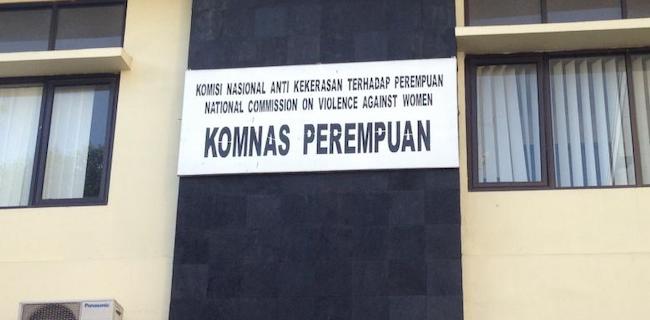 KOMISI NASIONAL ANTI KEKERASAN TERHADAP PEREMPUAN
NATIONAL COMMISSION ON VIOLENCE AGAINST WOMEN
KOMNAS PEREMPUAN
Panasonic